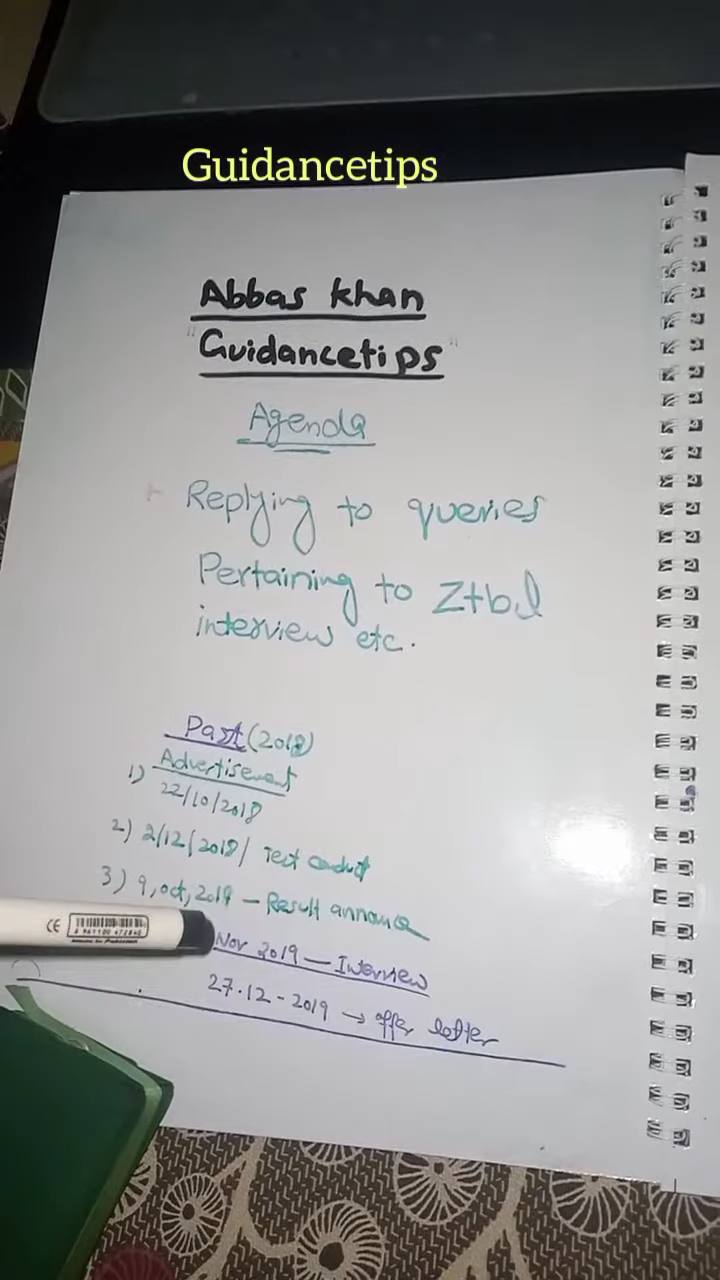 Guidancetips
Abbas khan
"Guidancetips"
Agenda
Replying to queries
Pertaining to Ztbl
interview etc.
Past (2018)
1) Advertisement
22/10/2018
2) 2/12/2018/ Test conduct
3) 9, oct, 2019 - Result announce
CE
Nov 2019 - Interview
27.12-2019 → offer letter